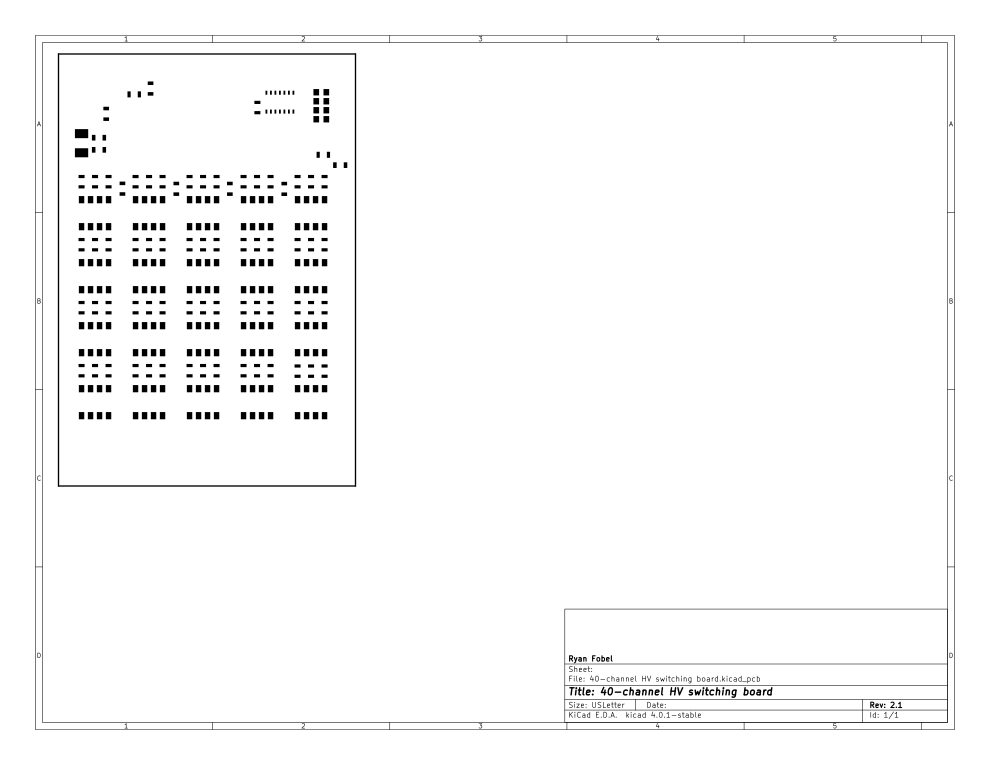 1 2 3 4 5
A A
B B
C C
D D
Ryan Fobel
Sheet:
File: 40-channel HV switching board.kicad_pcb
Title: 40-channel HV switching board
Size: USLetter Date: Rev: 2.1
KiCad E.D.A. kicad 4.0.1-stable Id: 1/1
1 2 3 4 5